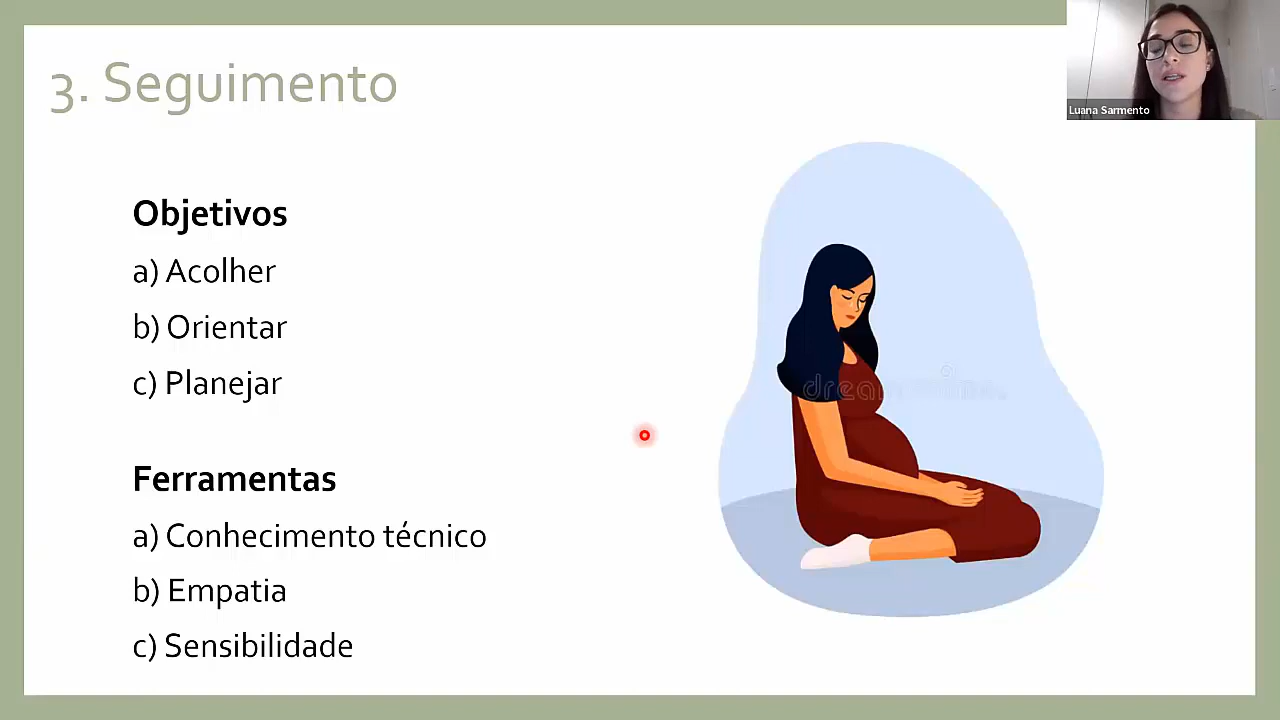 3. Seguimento
Luana Sarmento
Objetivos
a) Acolher
b) Orientar
c) Planejar
Ferramentas
a) Conhecimento técnico
b) Empatia
c) Sensibilidade